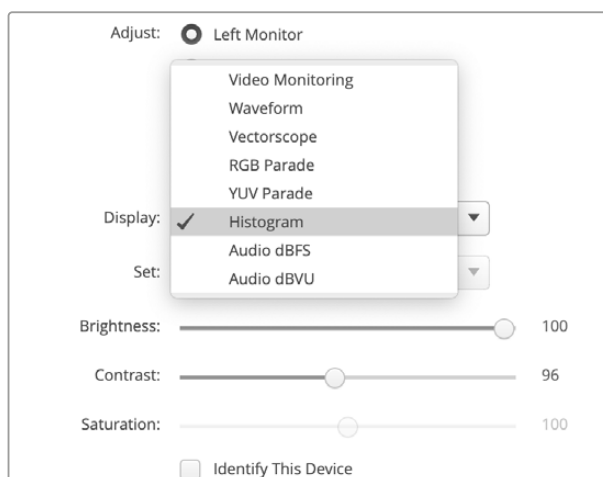 Adjust: Left Monitor
Video Monitoring
Waveform
Vectorscope
RGB Parade
YUV Parade
Display: Histogram
Audio dBFS
Set: Audio dBVU
Brightness: 100
Contrast: 96
Saturation: 100
Identify This Device